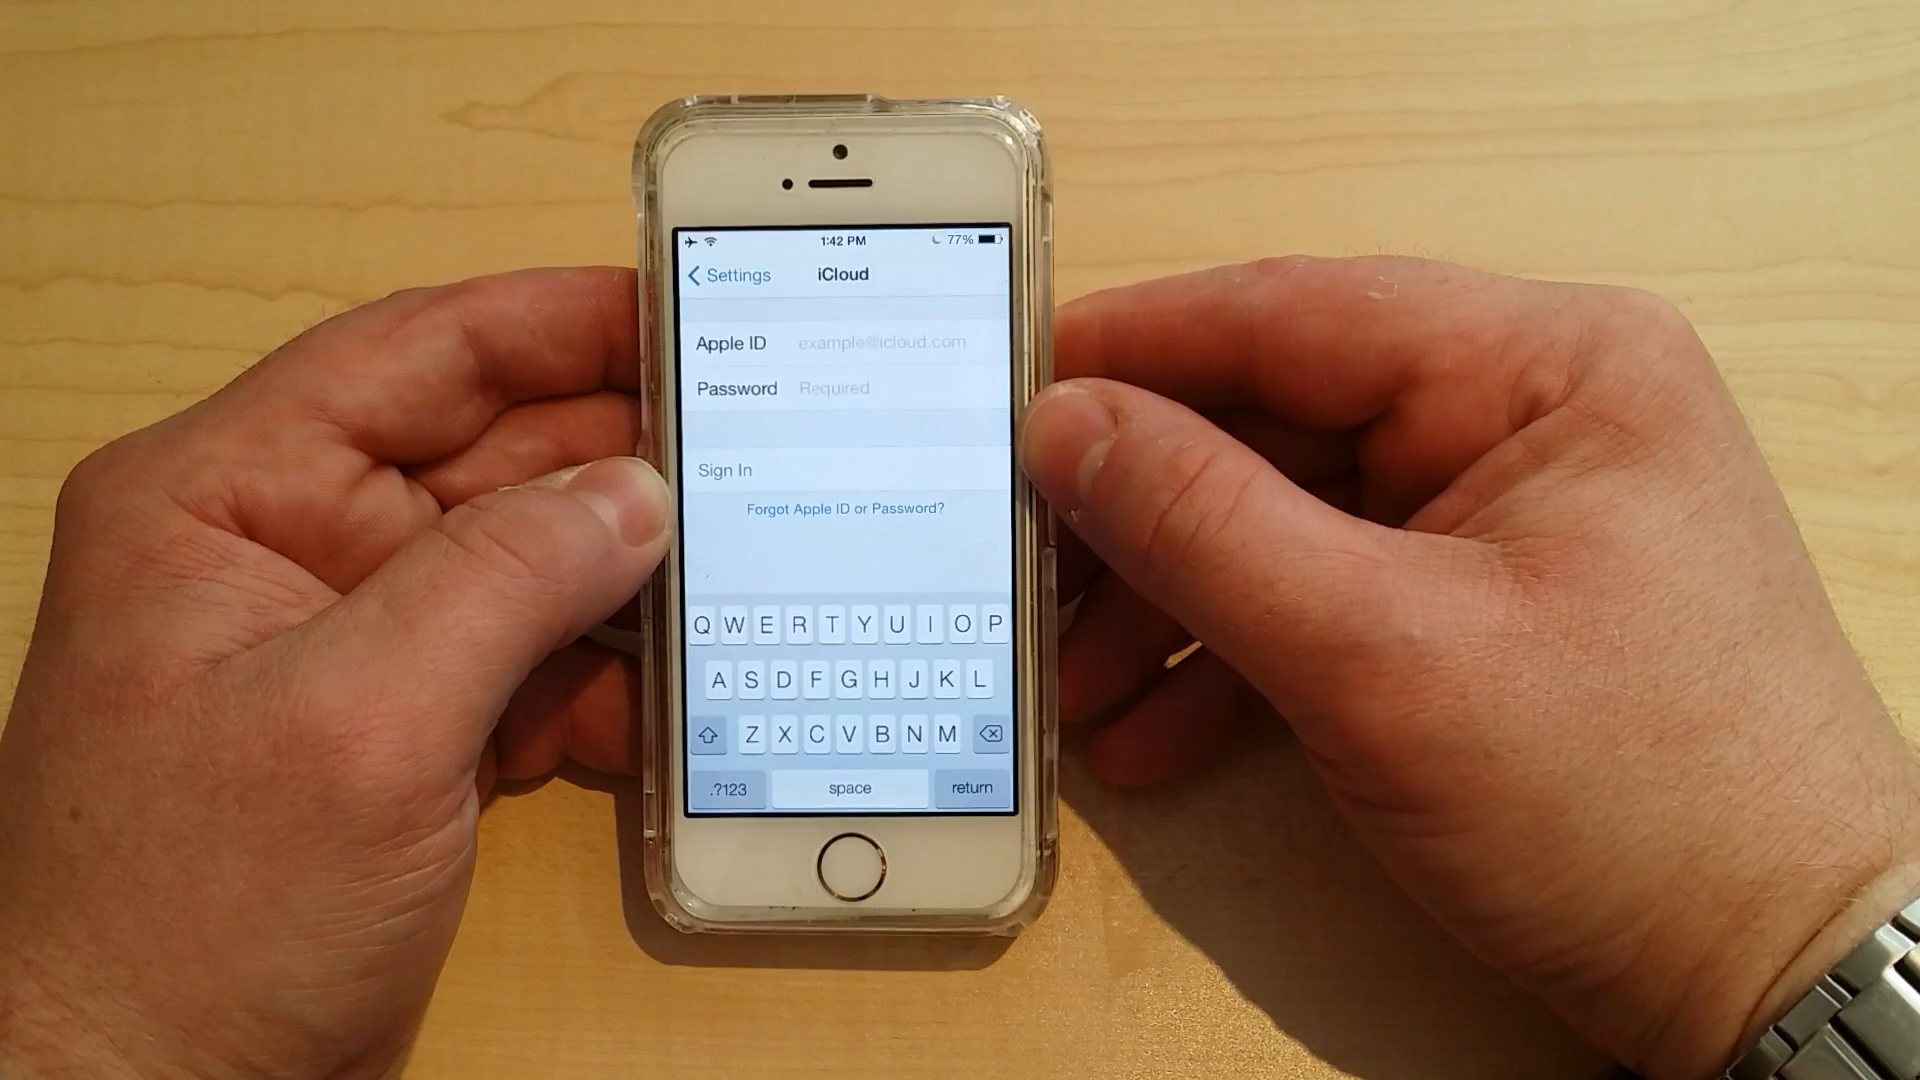 1:42 PM 77%
Settings iCloud
Apple ID example@icloud.com
Password Required
Sign In
Forgot Apple ID or Password?
Q W E R T Y U I O P
A S D F G H J K L
Z X C V B N M
.?123 space return